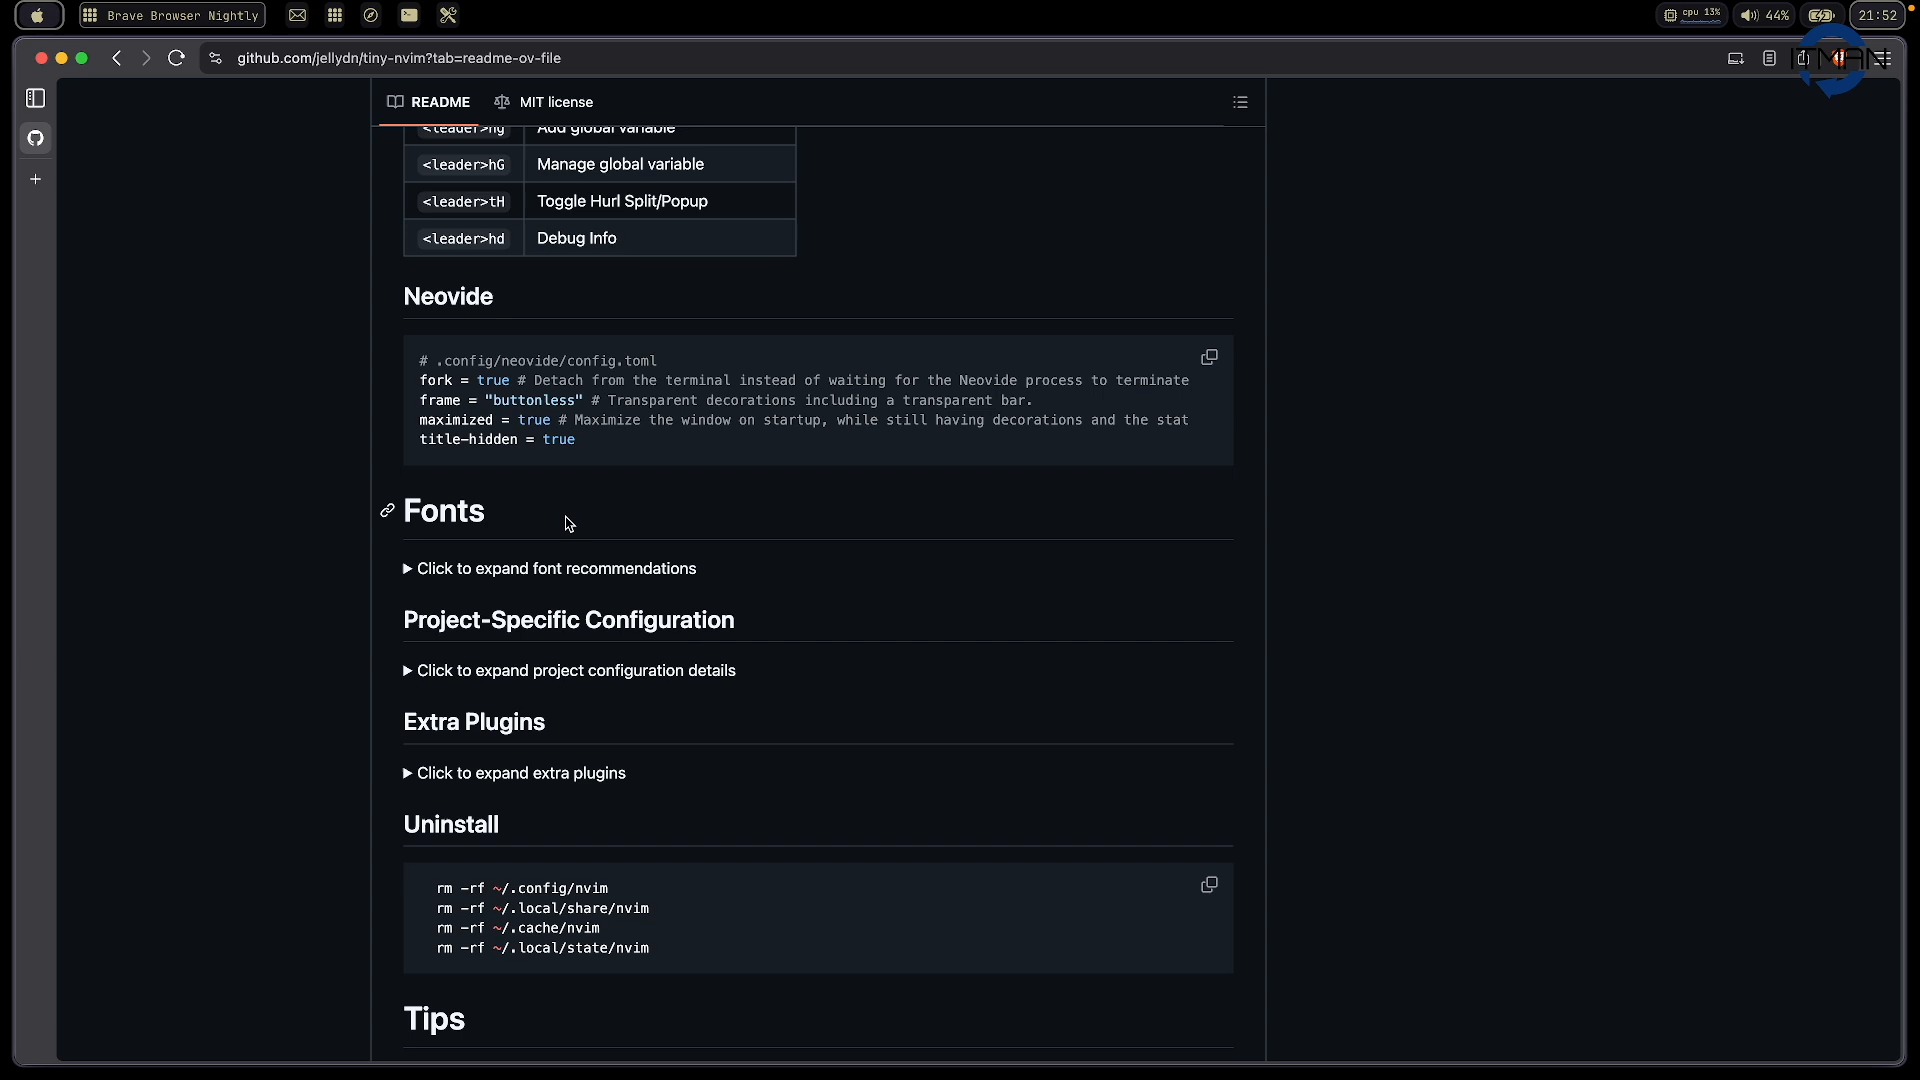 Brave Browser Nightly
cpu 13%
44%
21:52
github.com/jellydn/tiny-nvim?tab=readme-ov-file
ITMAN
README
MIT license
<leader>hg Add global variable
<leader>hG Manage global variable
<leader>tH Toggle Hurl Split/Popup
<leader>hd Debug Info
Neovide
# .config/neovide/config.toml
fork = true # Detach from the terminal instead of waiting for the Neovide process to terminate
frame = "buttonless" # Transparent decorations including a transparent bar.
maximized = true # Maximize the window on startup, while still having decorations and the stat
title-hidden = true
Fonts
Click to expand font recommendations
Project-Specific Configuration
Click to expand project configuration details
Extra Plugins
Click to expand extra plugins
Uninstall
rm -rf ~/.config/nvim
rm -rf ~/.local/share/nvim
rm -rf ~/.cache/nvim
rm -rf ~/.local/state/nvim
Tips